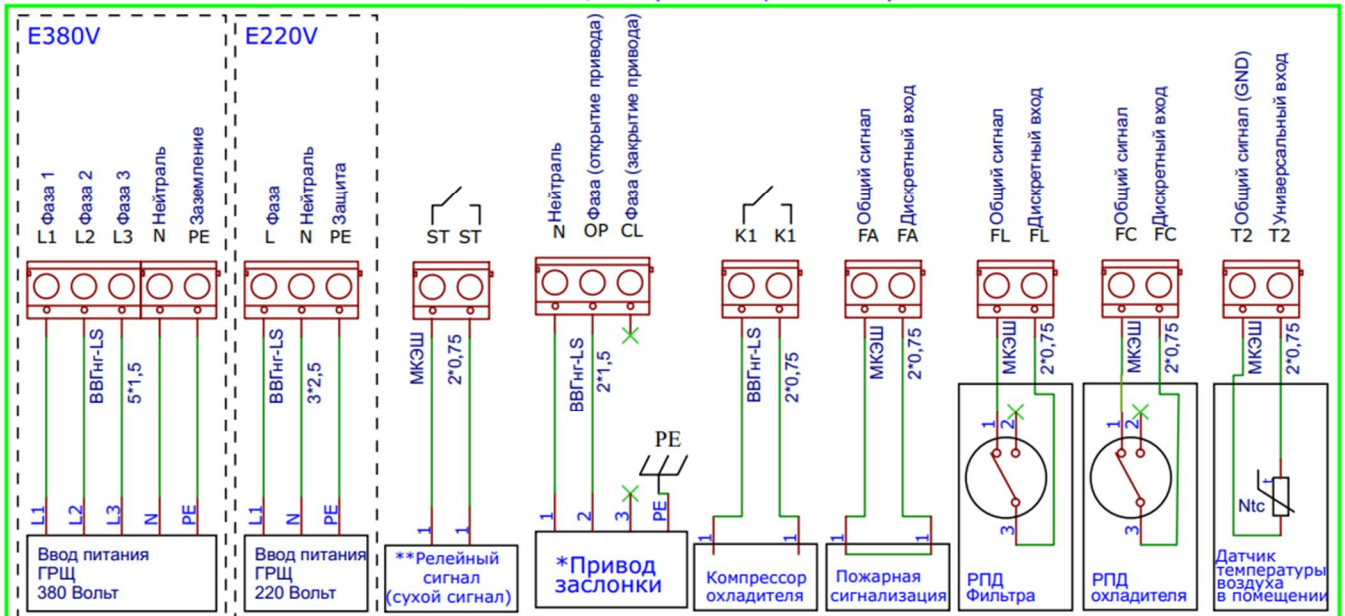 E380V
E220V
Фаза 1
Фаза 2
Фаза 3
Нейтраль
Заземление
L1 L2 L3 N PE
Фаза
Нейтраль
Защита
L N PE
ST ST
Нейтраль
Фаза (открытие привода)
Фаза (закрытие привода)
N OP CL
K1 K1
Общий сигнал
Дискретный вход
FA FA
Общий сигнал
Дискретный вход
FL FL
Общий сигнал
Дискретный вход
FC FC
Общий сигнал (GND)
Универсальный вход
T2 T2
ВВГнг-LS
5*1,5
ВВГнг-LS
3*2,5
МКЭШ
2*0,75
ВВГнг-LS
2*1,5
ВВГнг-LS
2*0,75
МКЭШ
2*0,75
МКЭШ
2*0,75
МКЭШ
2*0,75
МКЭШ
2*0,75
L1 L2 L3 N PE
Ввод питания
ГРЩ
380 Вольт
L1 N PE
Ввод питания
ГРЩ
220 Вольт
1 1
**Релейный
сигнал
(сухой сигнал)
PE
1 2 3 PE
*Привод
заслонки
1 1
Компрессор
охладителя
1 1
Пожарная
сигнализация
1 2
3
РПД
Фильтра
1 2
3
РПД
охладителя
t
Ntc
Датчик
температуры
воздуха
в помещении